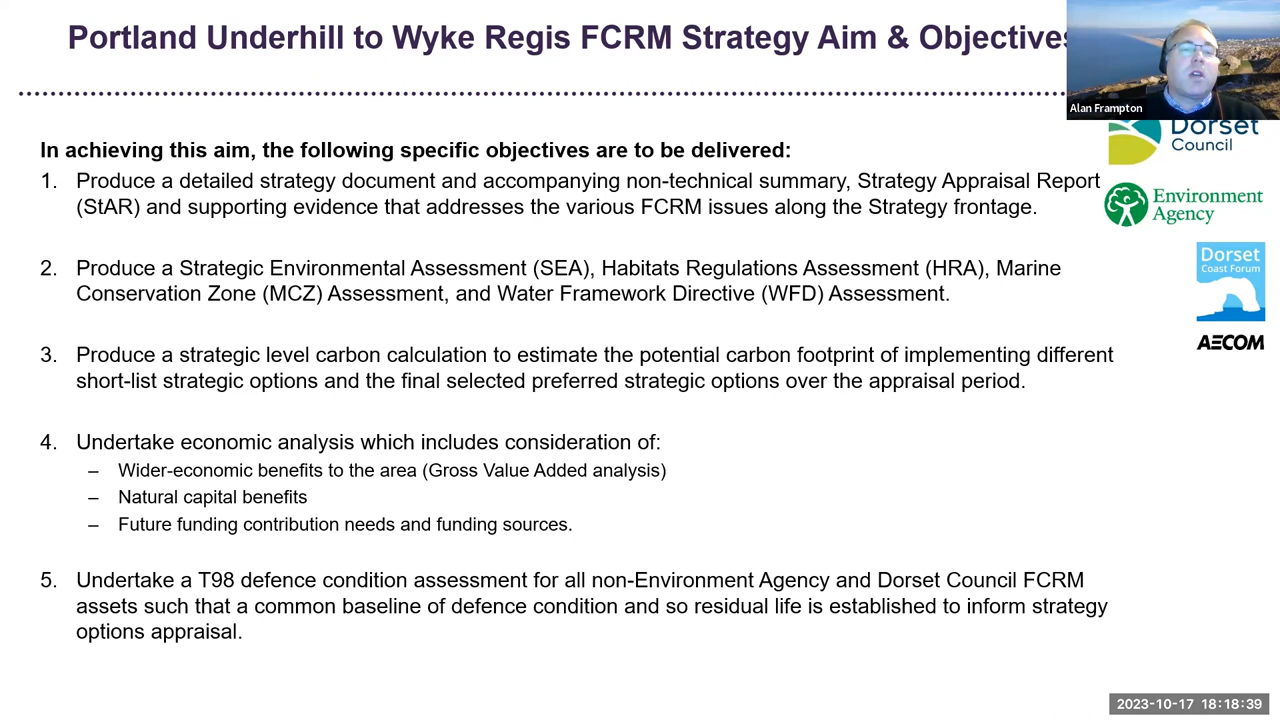 Portland Underhill to Wyke Regis FCRM Strategy Aim & Objectives
Alan Frampton
Dorset
Council
In achieving this aim, the following specific objectives are to be delivered:
1. Produce a detailed strategy document and accompanying non-technical summary, Strategy Appraisal Report
(StAR) and supporting evidence that addresses the various FCRM issues along the Strategy frontage.
Environment
Agency
2. Produce a Strategic Environmental Assessment (SEA), Habitats Regulations Assessment (HRA), Marine
Conservation Zone (MCZ) Assessment, and Water Framework Directive (WFD) Assessment.
Dorset
Coast Forum
AECOM
3. Produce a strategic level carbon calculation to estimate the potential carbon footprint of implementing different
short-list strategic options and the final selected preferred strategic options over the appraisal period.
4. Undertake economic analysis which includes consideration of:
– Wider-economic benefits to the area (Gross Value Added analysis)
– Natural capital benefits
– Future funding contribution needs and funding sources.
5. Undertake a T98 defence condition assessment for all non-Environment Agency and Dorset Council FCRM
assets such that a common baseline of defence condition and so residual life is established to inform strategy
options appraisal.
2023-10-17 18:18:39